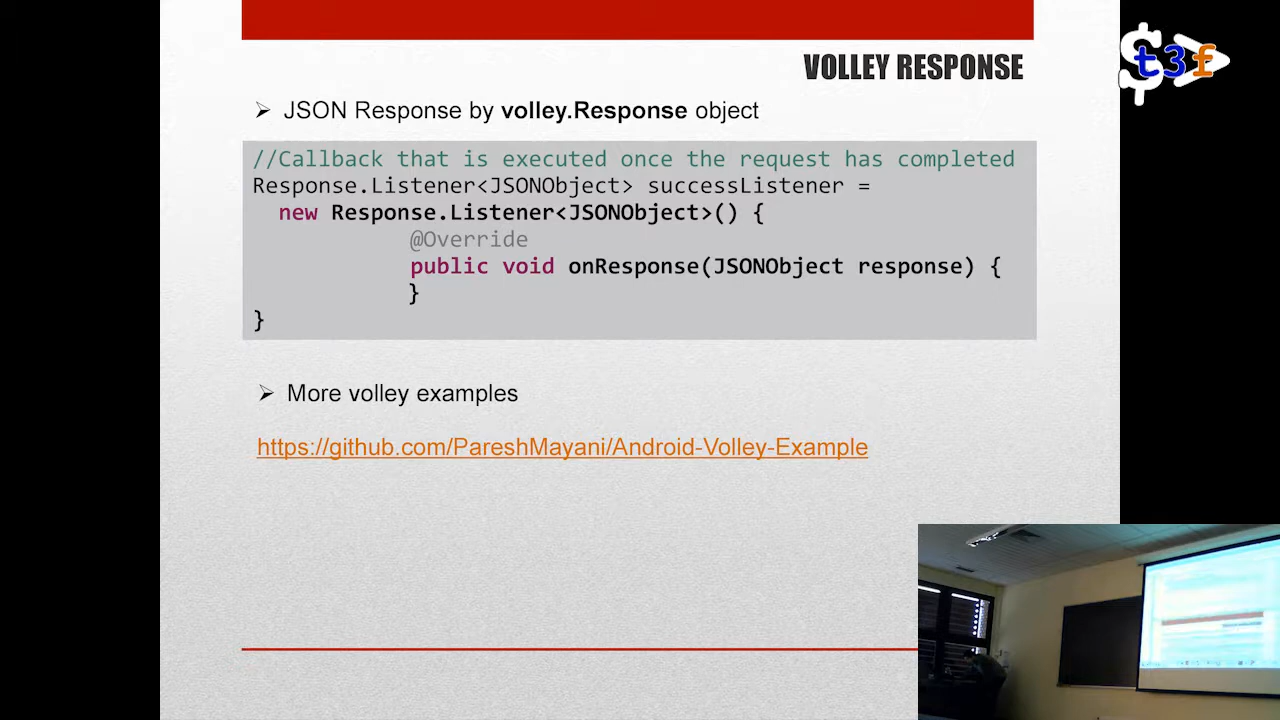 VOLLEY RESPONSE
$ t3f
➢ JSON Response by volley.Response object
//Callback that is executed once the request has completed
Response.Listener<JSONObject> successListener =
new Response.Listener<JSONObject>() {
@Override
public void onResponse(JSONObject response) {
}
}
➢ More volley examples
https://github.com/PareshMayani/Android-Volley-Example